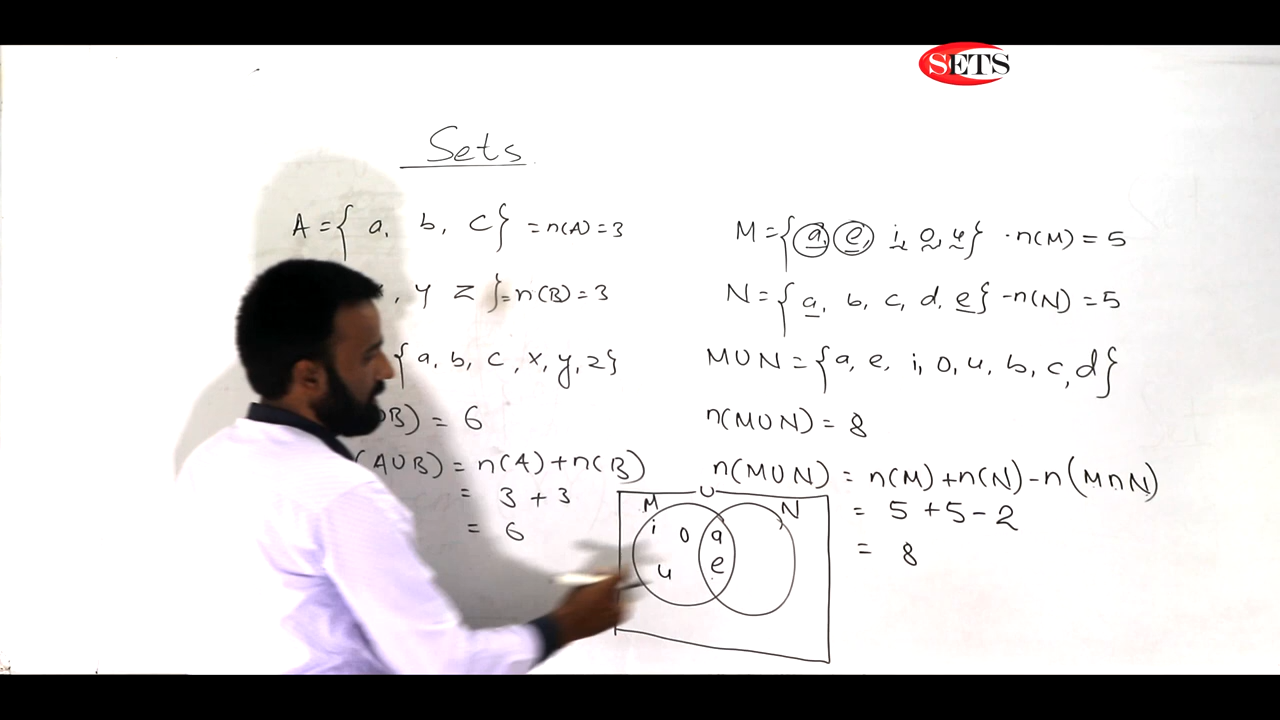 SETS
Sets
A = { a, b, c} = n(A) = 3
, y z } = n(B) = 3
{ a, b, c, x, y, z}
B) = 6
(A∪B) = n(A) + n(B)
= 3 + 3
= 6
M = { a, e, i, o, u} · n(M) = 5
N = { a, b, c, d, e} - n(N) = 5
M∪N = {a, e, i, o, u, b, c, d}
n(M∪N) = 8
n(M∪N) = n(M) + n(N) - n(M∩N)
= 5 + 5 - 2
= 8
U
M N
i o a
u e